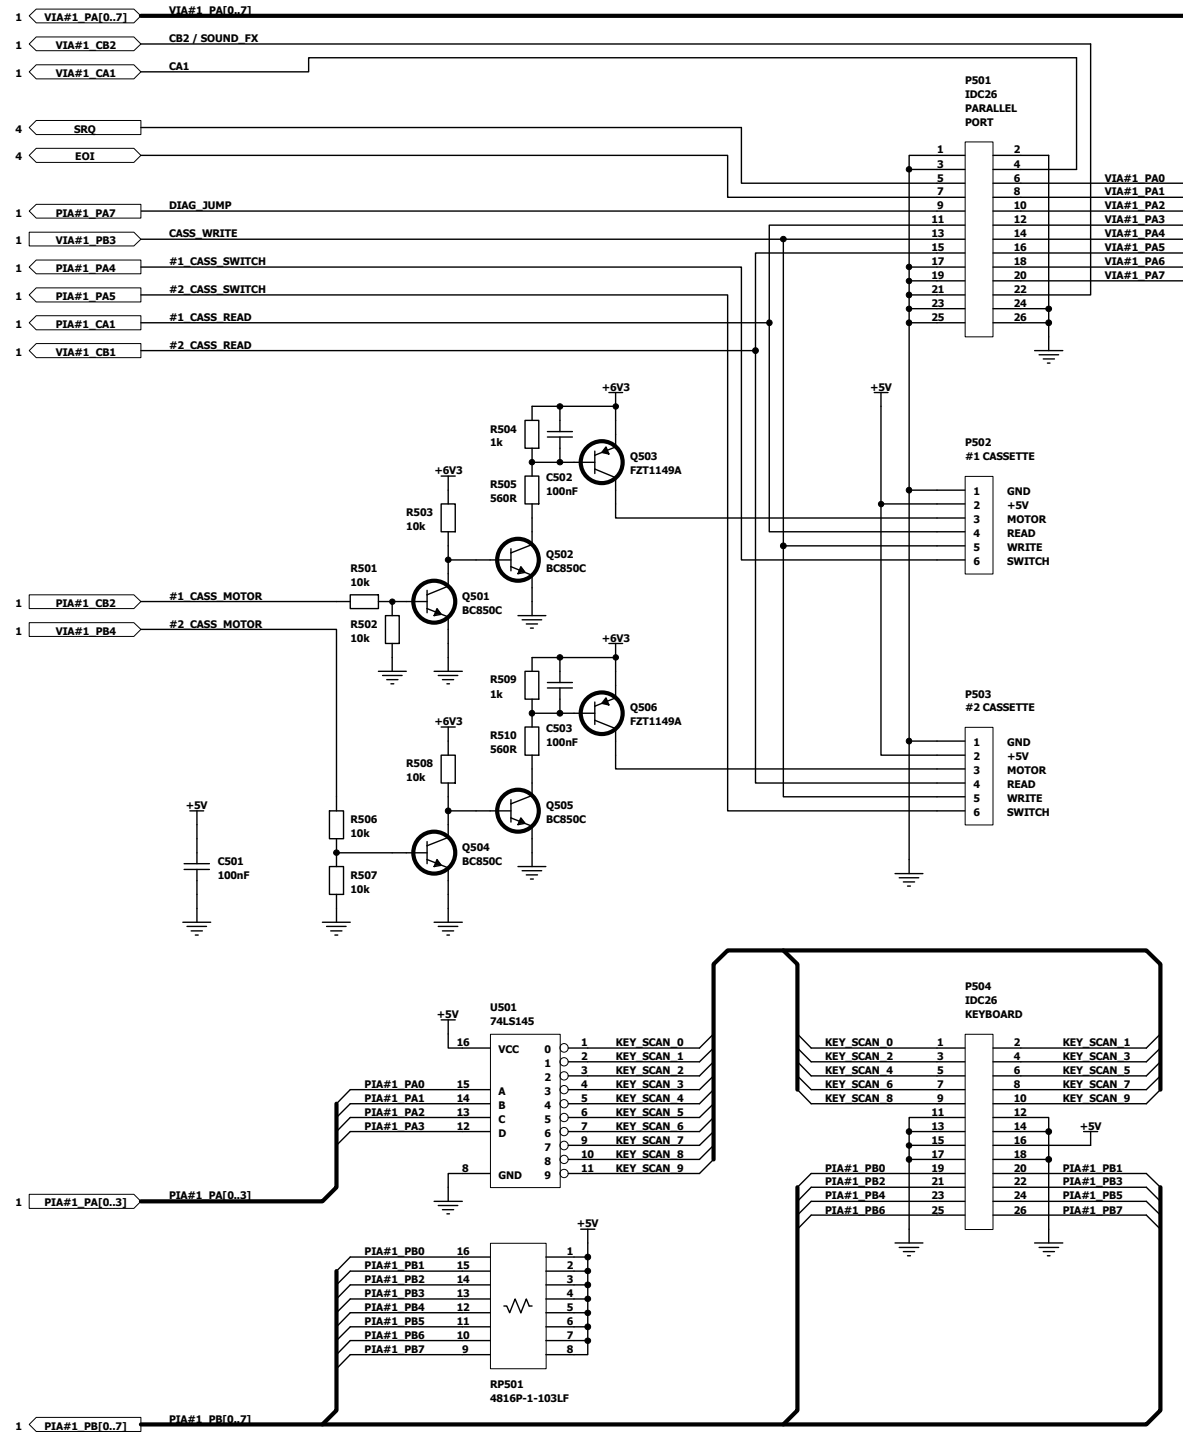 1 VIA#1_PA[0..7] VIA#1_PA[0..7]
1 VIA#1_CB2 CB2 / SOUND_FX
1 VIA#1_CA1 CA1
P501
IDC26
PARALLEL
PORT
4 SRQ
4 EOI
1 2
3 4
5 6 VIA#1_PA0
7 8 VIA#1_PA1
1 PIA#1_PA7 DIAG_JUMP 9 10 VIA#1_PA2
11 12 VIA#1_PA3
1 VIA#1_PB3 CASS_WRITE 13 14 VIA#1_PA4
15 16 VIA#1_PA5
1 PIA#1_PA4 #1_CASS_SWITCH 17 18 VIA#1_PA6
19 20 VIA#1_PA7
1 PIA#1_PA5 #2_CASS_SWITCH 21 22
23 24
1 PIA#1_CA1 #1_CASS_READ 25 26
1 VIA#1_CB1 #2_CASS_READ
+6V3 +5V
R504
1k
Q503
FZT1149A
P502
#1 CASSETTE
+6V3
R505
560R
C502
100nF
R503
10k
1 GND
2 +5V
3 MOTOR
4 READ
5 WRITE
6 SWITCH
Q502
BC850C
R501
10k
1 PIA#1_CB2 #1_CASS_MOTOR
Q501
BC850C
1 VIA#1_PB4 #2_CASS_MOTOR
R502
10k
+6V3
R509
1k
Q506
FZT1149A
P503
#2 CASSETTE
+6V3
R510
560R
C503
100nF
R508
10k
1 GND
2 +5V
3 MOTOR
4 READ
5 WRITE
6 SWITCH
Q505
BC850C
+5V
R506
10k
Q504
BC850C
C501
100nF
R507
10k
U501
74LS145
P504
IDC26
KEYBOARD
+5V
16 VCC 0 1 KEY_SCAN_0
1 2 KEY_SCAN_1
2 3 KEY_SCAN_2
PIA#1_PA0 15 A 3 4 KEY_SCAN_3
PIA#1_PA1 14 B 4 5 KEY_SCAN_4
PIA#1_PA2 13 C 5 6 KEY_SCAN_5
PIA#1_PA3 12 D 6 7 KEY_SCAN_6
7 9 KEY_SCAN_7
8 10 KEY_SCAN_8
8 GND 9 11 KEY_SCAN_9
KEY_SCAN_0 1 2 KEY_SCAN_1
KEY_SCAN_2 3 4 KEY_SCAN_3
KEY_SCAN_4 5 6 KEY_SCAN_5
KEY_SCAN_6 7 8 KEY_SCAN_7
KEY_SCAN_8 9 10 KEY_SCAN_9
11 12
13 14 +5V
15 16
17 18
PIA#1_PB0 19 20 PIA#1_PB1
PIA#1_PB2 21 22 PIA#1_PB3
PIA#1_PB4 23 24 PIA#1_PB5
PIA#1_PB6 25 26 PIA#1_PB7
1 PIA#1_PA[0..3] PIA#1_PA[0..3]
+5V
PIA#1_PB0 16 1
PIA#1_PB1 15 2
PIA#1_PB2 14 3
PIA#1_PB3 13 4
PIA#1_PB4 12 5
PIA#1_PB5 11 6
PIA#1_PB6 10 7
PIA#1_PB7 9 8
RP501
4816P-1-103LF
1 PIA#1_PB[0..7] PIA#1_PB[0..7]